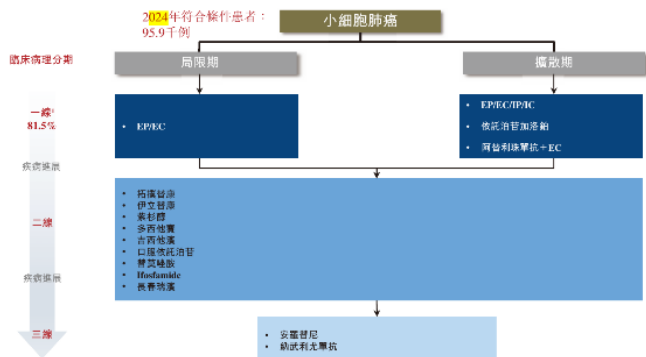 2024年符合條件患者：
95.9千例
小細胞肺癌
臨床病理分期
局限期
擴散期
一線¹
81.5%
• EP/EC
• EP/EC/IP/IC
• 依託泊苷加洛鉑
• 阿替利珠單抗+EC
疾病進展
二線
• 拓撲替康
• 伊立替康
• 紫杉醇
• 多西他賽
• 吉西他濱
• 口服依託泊苷
• 替莫唑胺
• Ifosfamide
• 長春瑞濱
疾病進展
三線
• 安羅替尼
• 納武利尤單抗